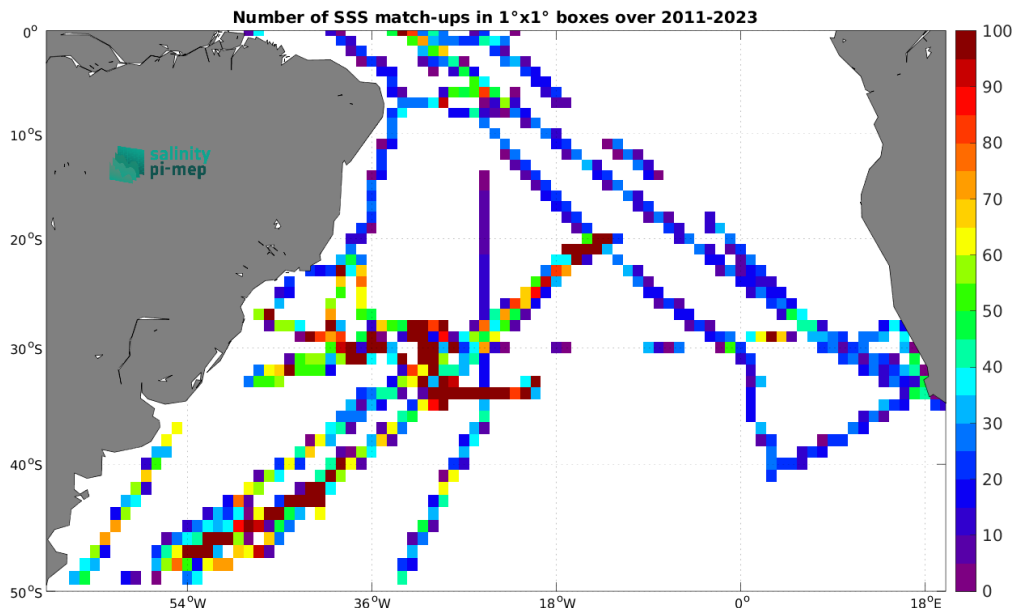 Number of SSS match-ups in 1°x1° boxes over 2011-2023
0°
10°S
20°S
30°S
40°S
50°S
54°W
36°W
18°W
0°
18°E
salinity
pi-mep
100
90
80
70
60
50
40
30
20
10
0